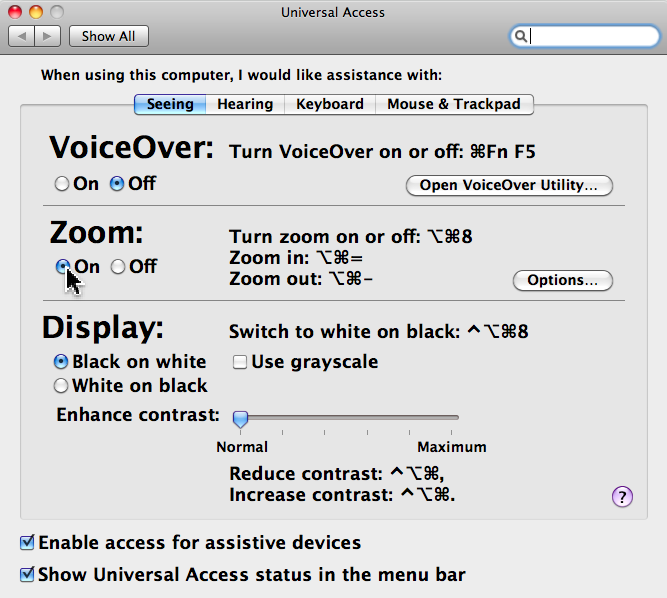 Universal Access
Show All
When using this computer, I would like assistance with:
Seeing Hearing Keyboard Mouse & Trackpad
VoiceOver: Turn VoiceOver on or off: ⌘Fn F5
On Off Open VoiceOver Utility...
Zoom: Turn zoom on or off: ⌥⌘8
On Off Zoom in: ⌥⌘=
Zoom out: ⌥⌘- Options...
Display: Switch to white on black: ^⌥⌘8
Black on white Use grayscale
White on black
Enhance contrast:
Normal Maximum
Reduce contrast: ^⌥⌘,
Increase contrast: ^⌥⌘.
?
Enable access for assistive devices
Show Universal Access status in the menu bar